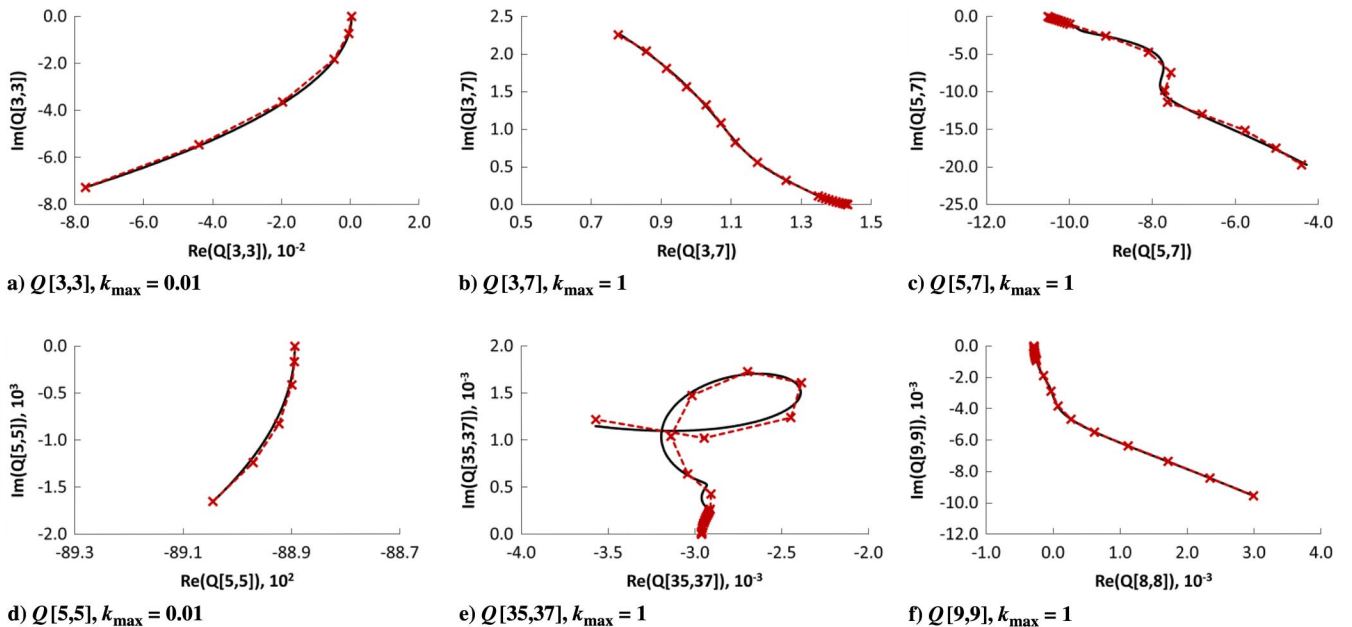 0.0
-2.0
-4.0
-6.0
-8.0
Im(Q[3,3])
-8.0 -6.0 -4.0 -2.0 0.0 2.0
Re(Q[3,3]), 10-2
a) Q[3,3], kmax = 0.01
2.5
2.0
1.5
1.0
0.5
0.0
Im(Q[3,7])
0.5 0.7 0.9 1.1 1.3 1.5
Re(Q[3,7])
b) Q[3,7], kmax = 1
0.0
-5.0
-10.0
-15.0
-20.0
-25.0
Im(Q[5,7])
-12.0 -10.0 -8.0 -6.0 -4.0
Re(Q[5,7])
c) Q[5,7], kmax = 1
0.0
-0.5
-1.0
-1.5
-2.0
Im(Q[5,5]), 10³
-89.3 -89.1 -88.9 -88.7
Re(Q[5,5]), 10²
d) Q[5,5], kmax = 0.01
2.0
1.5
1.0
0.5
0.0
Im(Q[35,37]), 10-3
-4.0 -3.5 -3.0 -2.5 -2.0
Re(Q[35,37]), 10-3
e) Q[35,37], kmax = 1
0.0
-2.0
-4.0
-6.0
-8.0
-10.0
-12.0
Im(Q[9,9]), 10-3
-1.0 0.0 1.0 2.0 3.0 4.0
Re(Q[8,8]), 10-3
f) Q[9,9], kmax = 1